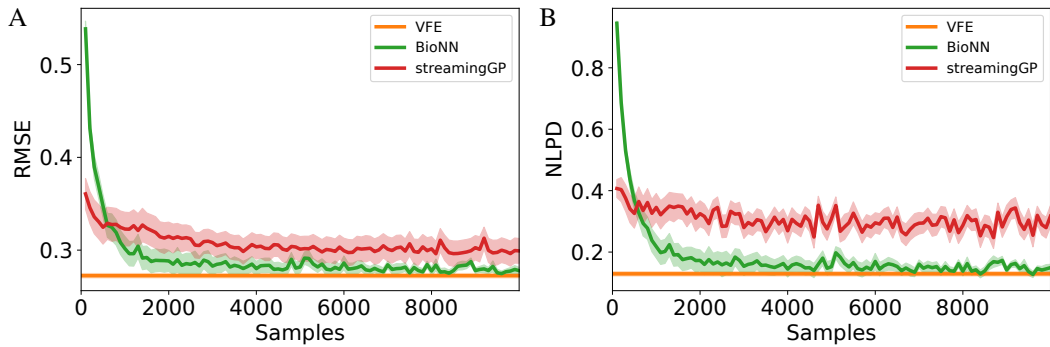 A
RMSE
0.5
0.4
0.3
0 2000 4000 6000 8000
Samples
VFE
BioNN
streamingGP
B
NLPD
0.8
0.6
0.4
0.2
0 2000 4000 6000 8000
Samples
VFE
BioNN
streamingGP